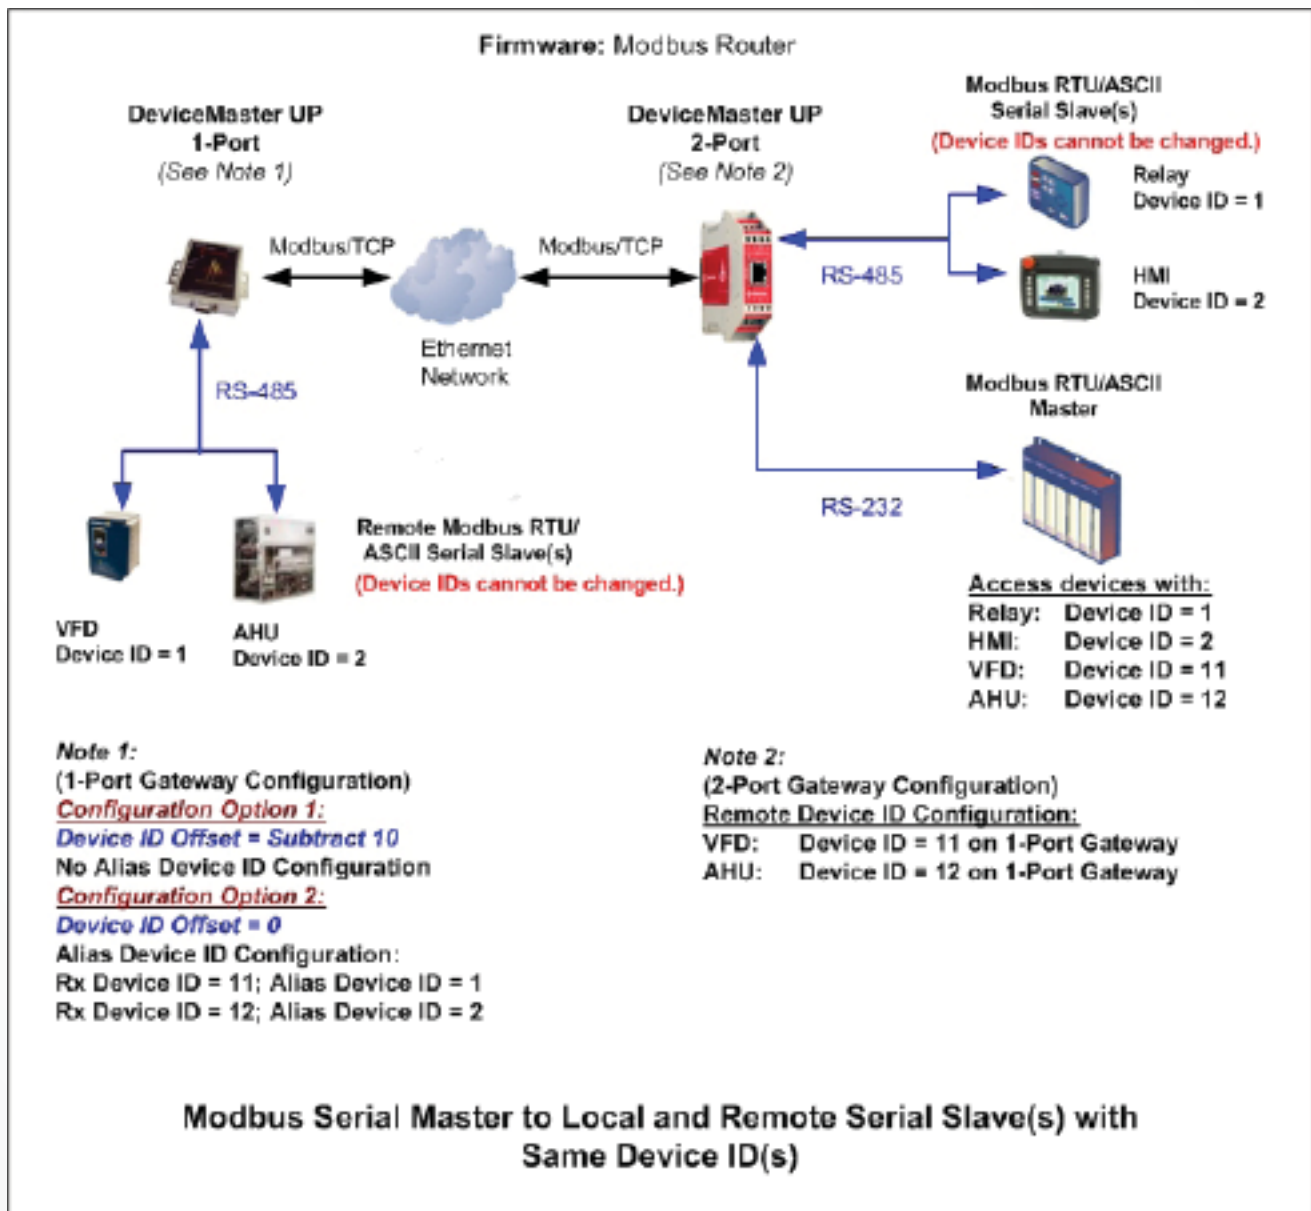 Firmware: Modbus Router
DeviceMaster UP
1-Port
(See Note 1)
DeviceMaster UP
2-Port
(See Note 2)
Modbus RTU/ASCII
Serial Slave(s)
(Device IDs cannot be changed.)
Relay
Device ID = 1
HMI
Device ID = 2
Modbus/TCP
Modbus/TCP
RS-485
Ethernet
Network
RS-485
Modbus RTU/ASCII
Master
RS-232
Remote Modbus RTU/
ASCII Serial Slave(s)
(Device IDs cannot be changed.)
VFD
Device ID = 1
AHU
Device ID = 2
Access devices with:
Relay: Device ID = 1
HMI: Device ID = 2
VFD: Device ID = 11
AHU: Device ID = 12
Note 1:
(1-Port Gateway Configuration)
Configuration Option 1:
Device ID Offset = Subtract 10
No Alias Device ID Configuration
Configuration Option 2:
Device ID Offset = 0
Alias Device ID Configuration:
Rx Device ID = 11; Alias Device ID = 1
Rx Device ID = 12; Alias Device ID = 2
Note 2:
(2-Port Gateway Configuration)
Remote Device ID Configuration:
VFD: Device ID = 11 on 1-Port Gateway
AHU: Device ID = 12 on 1-Port Gateway
Modbus Serial Master to Local and Remote Serial Slave(s) with
Same Device ID(s)